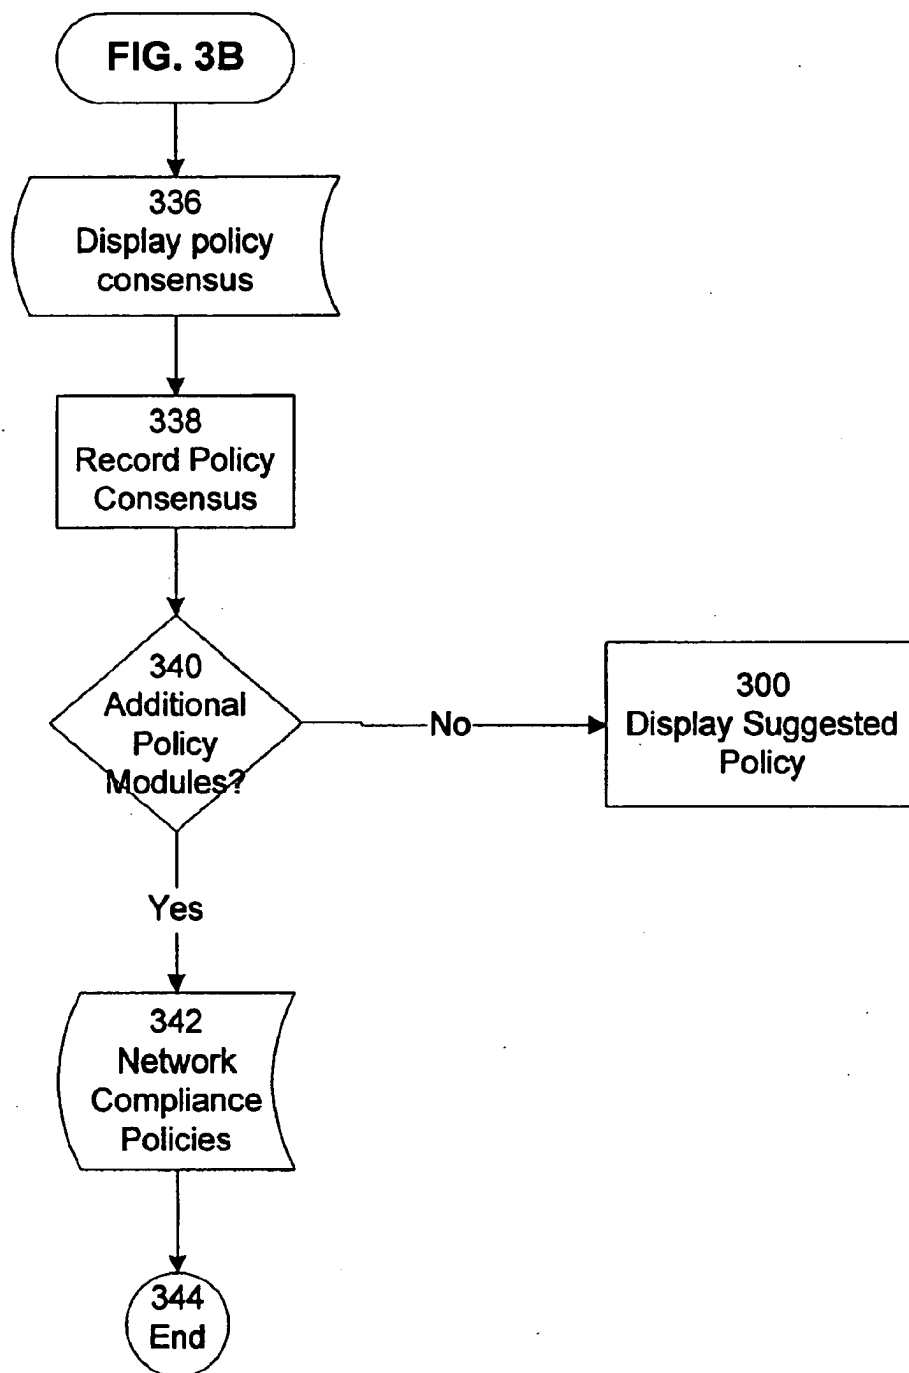 FIG. 3B
336
Display policy
consensus
338
Record Policy
Consensus
340
Additional
Policy
Modules?
No
300
Display Suggested
Policy
Yes
342
Network
Compliance
Policies
344
End